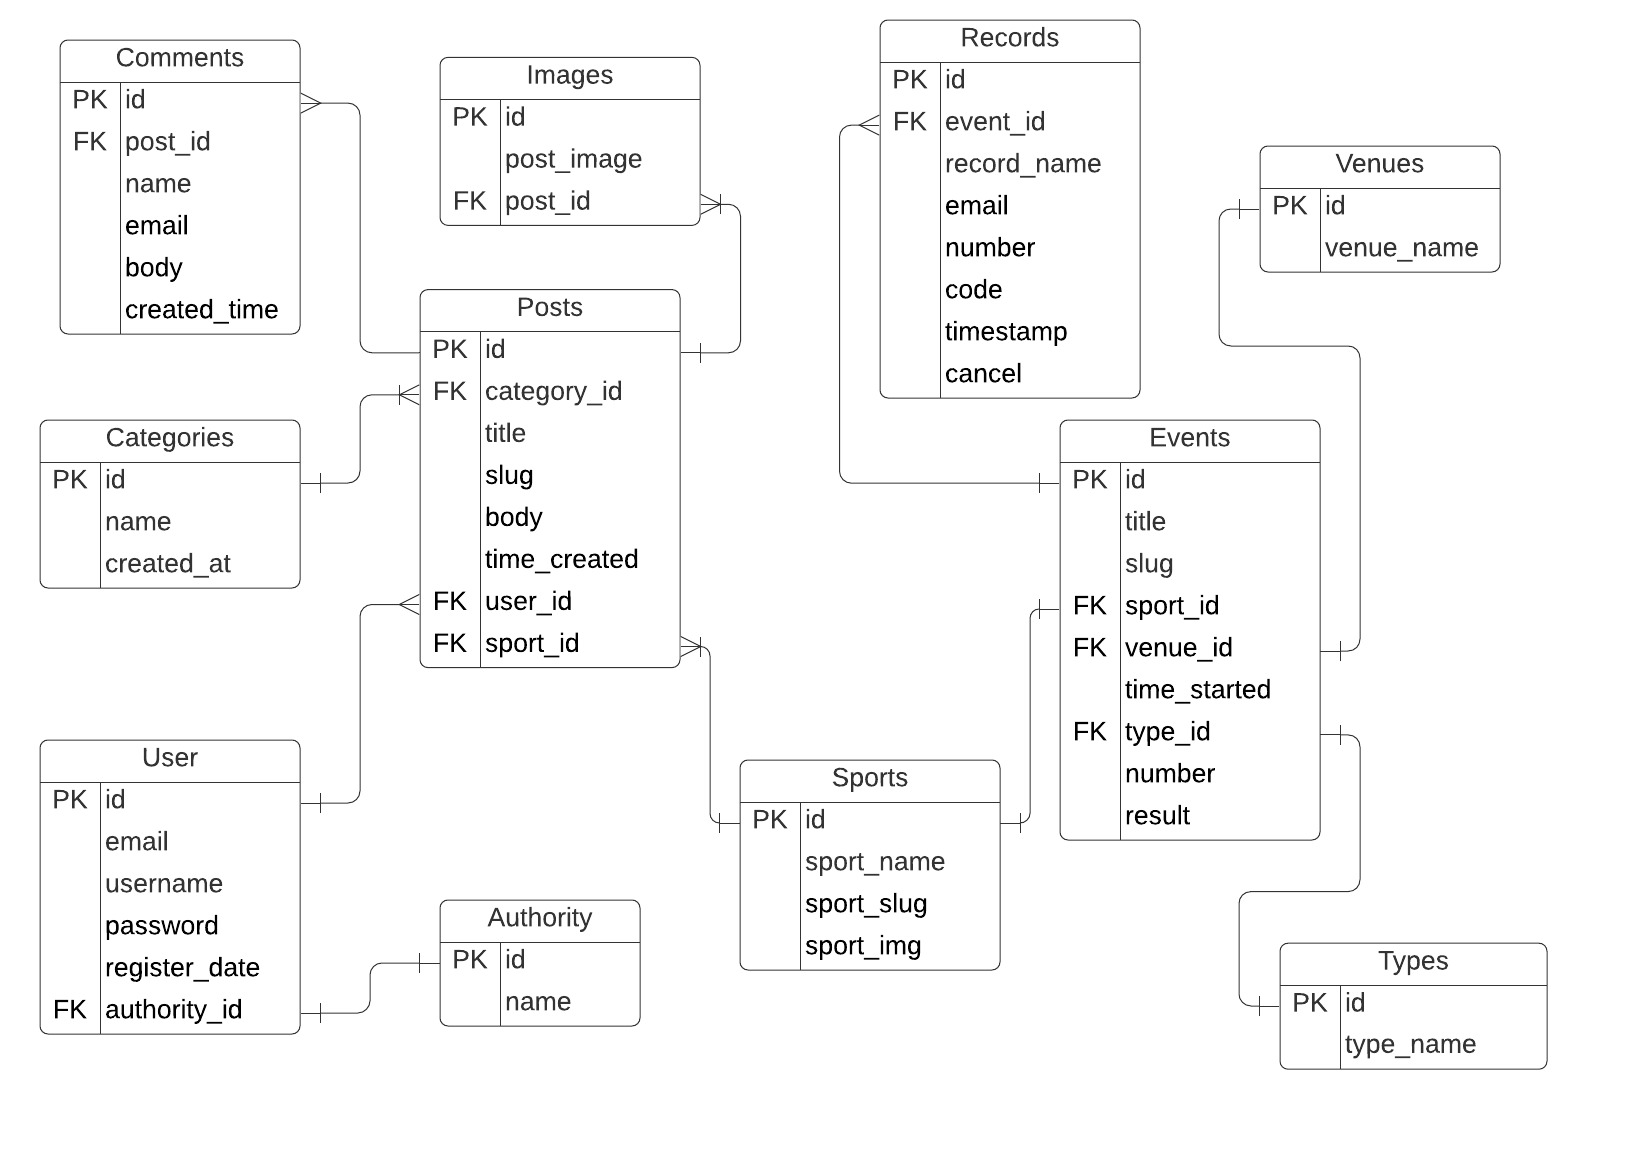 Comments
PK id
FK post_id
name
email
body
created_time
Images
PK id
post_image
FK post_id
Records
PK id
FK event_id
record_name
email
number
code
timestamp
cancel
Venues
PK id
venue_name
Posts
PK id
FK category_id
title
slug
body
time_created
FK user_id
FK sport_id
Categories
PK id
name
created_at
Events
PK id
title
slug
FK sport_id
FK venue_id
time_started
FK type_id
number
result
User
PK id
email
username
password
register_date
FK authority_id
Authority
PK id
name
Sports
PK id
sport_name
sport_slug
sport_img
Types
PK id
type_name